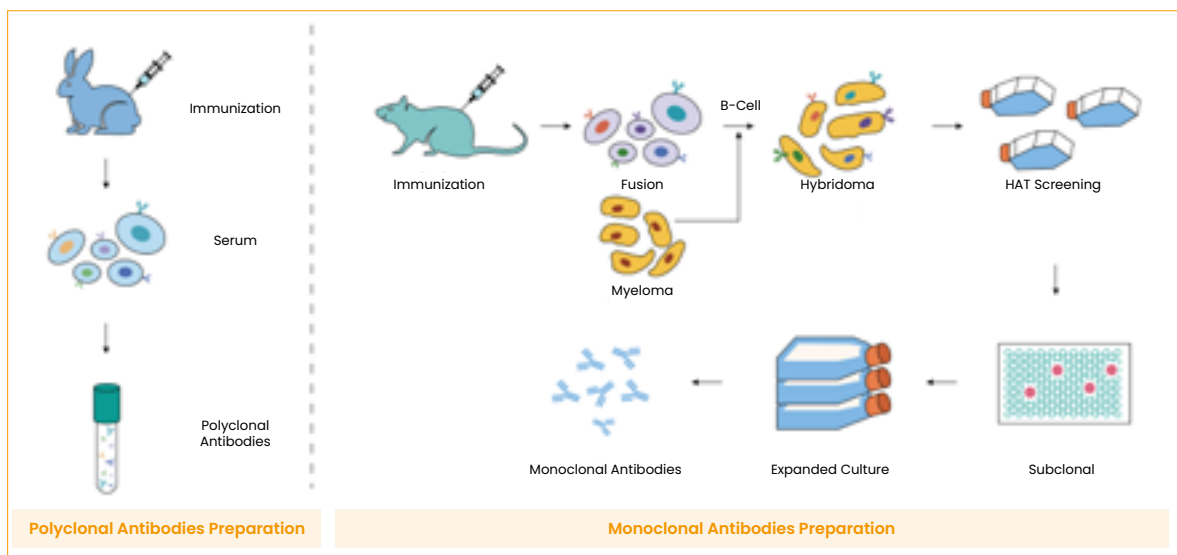 Immunization
Serum
Polyclonal
Antibodies
Polyclonal Antibodies Preparation
B-Cell
Immunization
Fusion
Hybridoma
HAT Screening
Myeloma
Monoclonal Antibodies
Expanded Culture
Subclonal
Monoclonal Antibodies Preparation